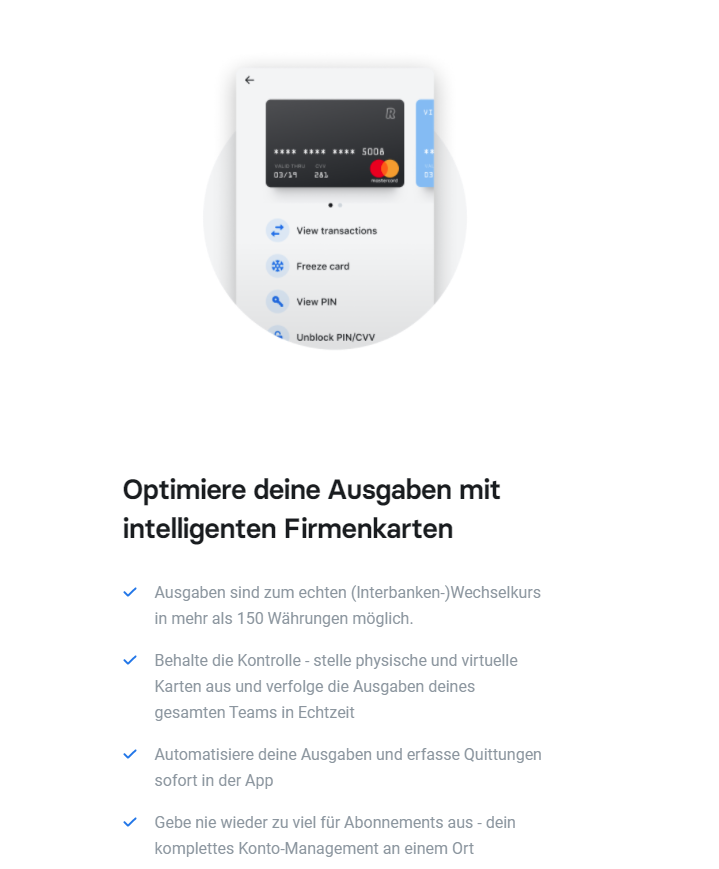 VI
**** **** **** 5008
**
VALID THRU CVV
03/19 281
mastercard
03
View transactions
Freeze card
View PIN
Unblock PIN/CVV
Optimiere deine Ausgaben mit
intelligenten Firmenkarten
Ausgaben sind zum echten (Interbanken-)Wechselkurs
in mehr als 150 Währungen möglich.
Behalte die Kontrolle - stelle physische und virtuelle
Karten aus und verfolge die Ausgaben deines
gesamten Teams in Echtzeit
Automatisiere deine Ausgaben und erfasse Quittungen
sofort in der App
Gebe nie wieder zu viel für Abonnements aus - dein
komplettes Konto-Management an einem Ort